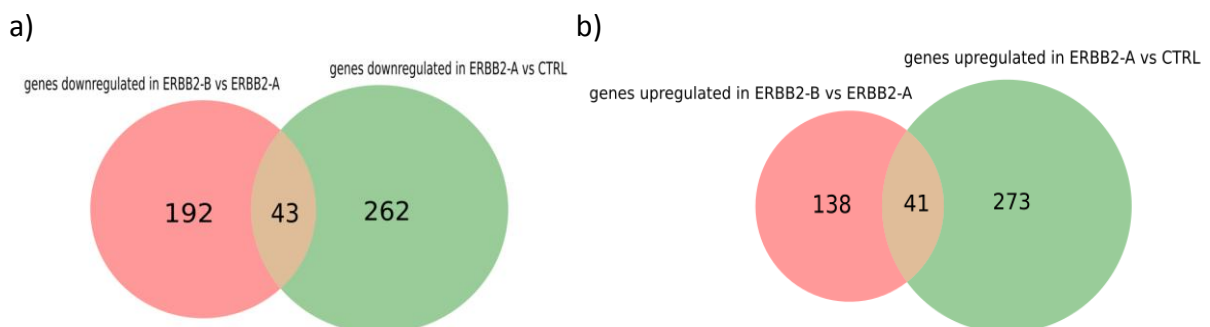 a)
genes downregulated in ERBB2-B vs ERBB2-A
genes downregulated in ERBB2-A vs CTRL
192
43
262
b)
genes upregulated in ERBB2-A vs CTRL
genes upregulated in ERBB2-B vs ERBB2-A
138
41
273